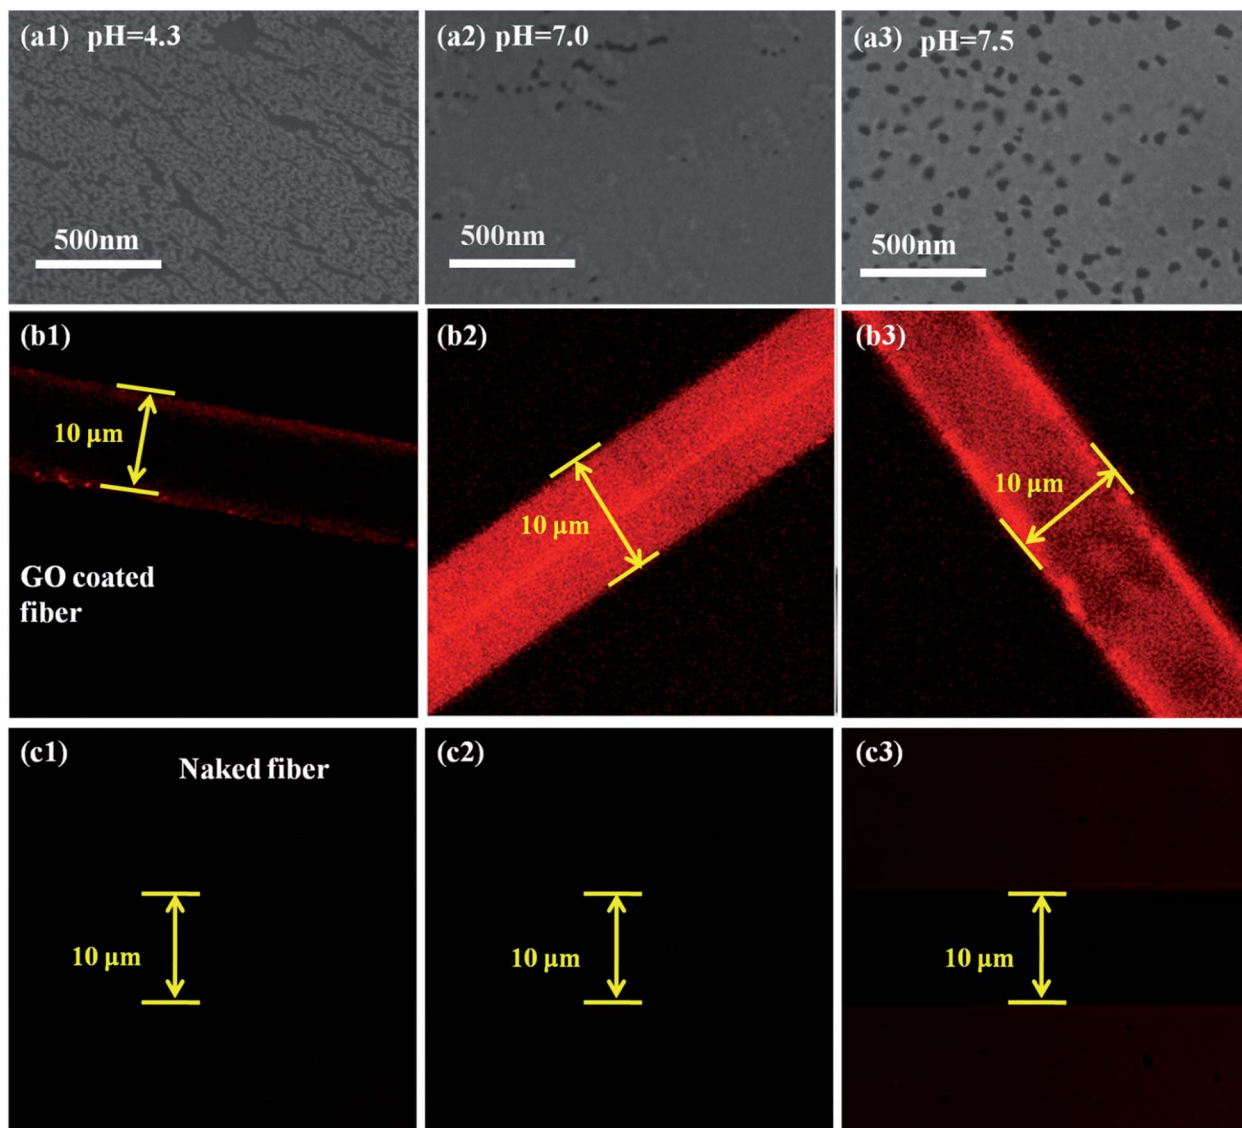 (a1) pH=4.3
500nm
(a2) pH=7.0
500nm
(a3) pH=7.5
500nm
(b1)
10 μm
GO coated
fiber
(b2)
10 μm
(b3)
10 μm
(c1)
Naked fiber
10 μm
(c2)
10 μm
(c3)
10 μm